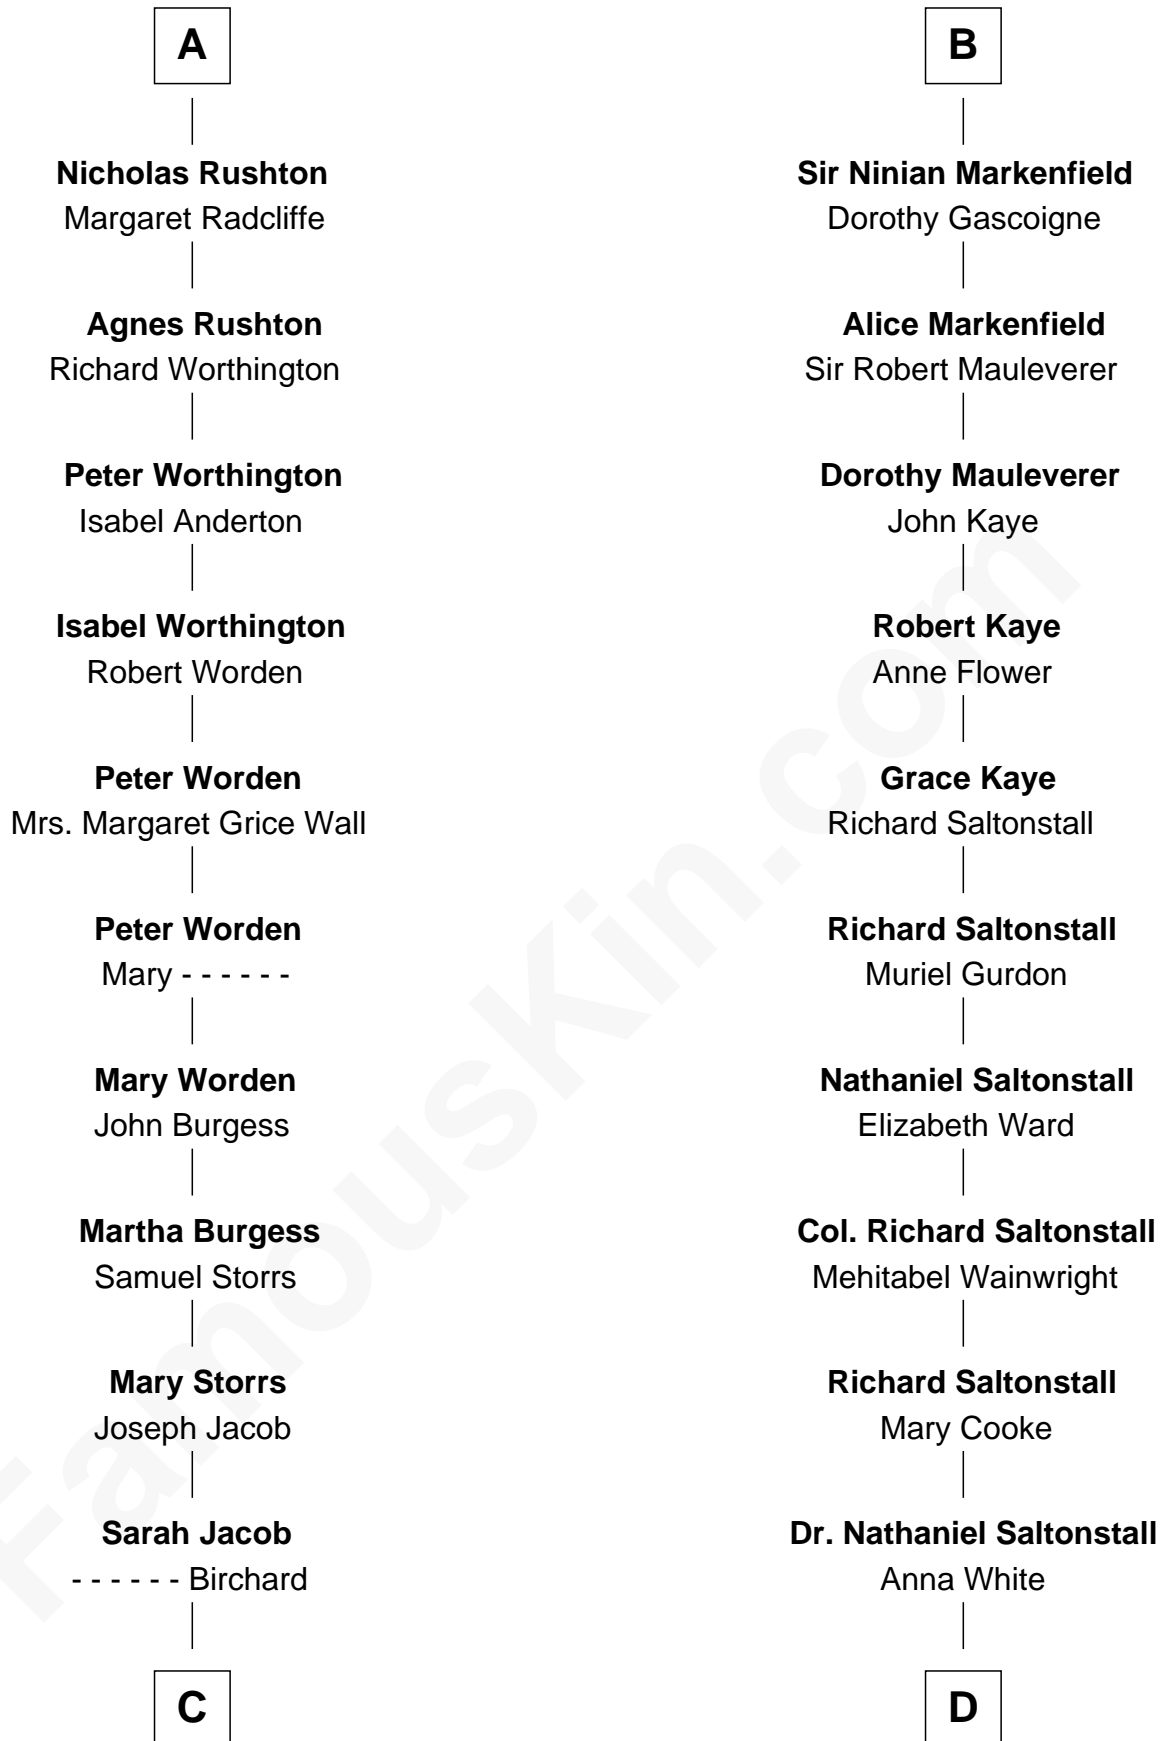 A
Nicholas Rushton
Margaret Radcliffe
Agnes Rushton
Richard Worthington
Peter Worthington
Isabel Anderton
Isabel Worthington
Robert Worden
Peter Worden
Mrs. Margaret Grice Wall
Peter Worden
Mary - - - - - -
Mary Worden
John Burgess
Martha Burgess
Samuel Storrs
Mary Storrs
Joseph Jacob
Sarah Jacob
- - - - - - Birchard
C
B
Sir Ninian Markenfield
Dorothy Gascoigne
Alice Markenfield
Sir Robert Mauleverer
Dorothy Mauleverer
John Kaye
Robert Kaye
Anne Flower
Grace Kaye
Richard Saltonstall
Richard Saltonstall
Muriel Gurdon
Nathaniel Saltonstall
Elizabeth Ward
Col. Richard Saltonstall
Mehitabel Wainwright
Richard Saltonstall
Mary Cooke
Dr. Nathaniel Saltonstall
Anna White
D
FamousKin.com